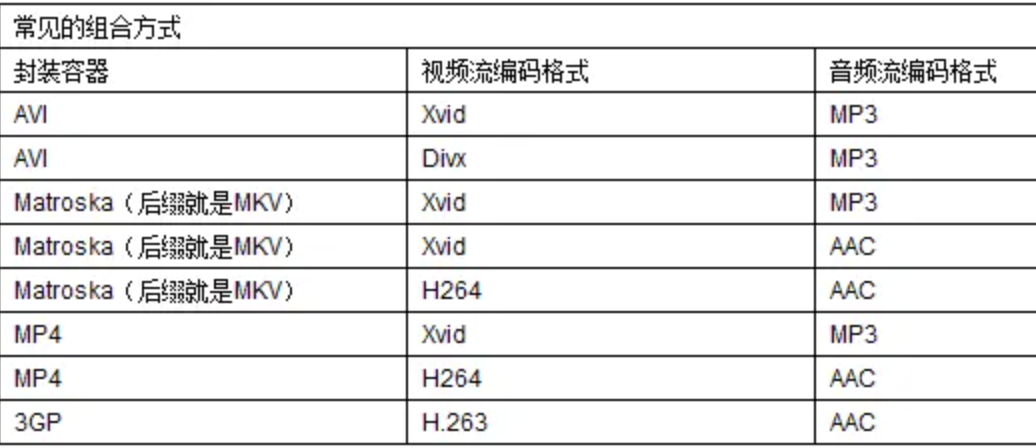 常见的组合方式
封装容器 视频流编码格式 音频流编码格式
AVI Xvid MP3
AVI Divx MP3
Matroska（后缀就是MKV） Xvid MP3
Matroska（后缀就是MKV） Xvid AAC
Matroska（后缀就是MKV） H264 AAC
MP4 Xvid MP3
MP4 H264 AAC
3GP H.263 AAC